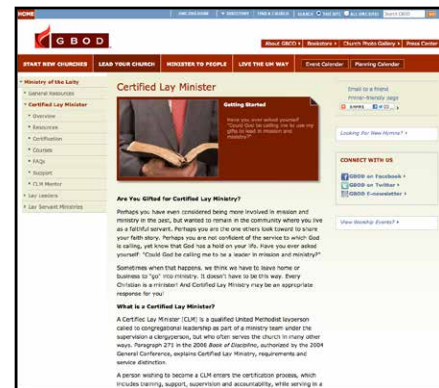 HOME
GBOD
About GBOD | Bookstore | Church Photo Gallery | Press Center
START NEW CHURCHES LEAD YOUR CHURCH MINISTER TO PEOPLE LIVE THE UM WAY Event Calendar Planning Calendar
Ministry of the Laity
General Resources
Certified Lay Minister
Overview
Resources
Certification
Courses
FAQs
Support
CLM Mentor
Lay Leaders
Lay Servant Ministries
Certified Lay Minister
Getting Started
Have you ever asked yourself
"Could God be calling me to use my
gifts to lead in mission and
ministry?"
Are You Gifted for Certified Lay Ministry?
Perhaps you have even considered being more involved in mission and
ministry in the past, but wanted to remain in the community where you live
as a faithful servant. Perhaps you are the one others look toward to share
your faith story. Perhaps you are not confident of the service to which God
is calling, yet know that God has a hold on your life. Have you ever asked
yourself: "Could God be calling me to be a leader in mission and ministry?"
Sometimes when that happens, we think we have to leave home or
business to "go" into ministry. It doesn't have to be this way. Every
Christian is a minister! And Certified Lay Ministry may be an appropriate
response for you!
What is a Certified Lay Minister?
A Certified Lay Minister (CLM) is a qualified United Methodist layperson
called to congregational leadership as part of a ministry team under the
supervision a clergyperson, but who often serves the church in many other
ways. Paragraph 271 in the 2008 Book of Discipline, authorized by the 2004
General Conference, explains Certified Lay Ministry, requirements and
service distinction.
A person wishing to become a CLM enters the certification process, which
includes training, support, supervision and accountability, while serving in a
Email to a friend
Printer-friendly page
SHARE
Looking For New Hymns?
CONNECT WITH US
GBOD on Facebook
GBOD on Twitter
GBOD E-newsletter
View Worship Events?